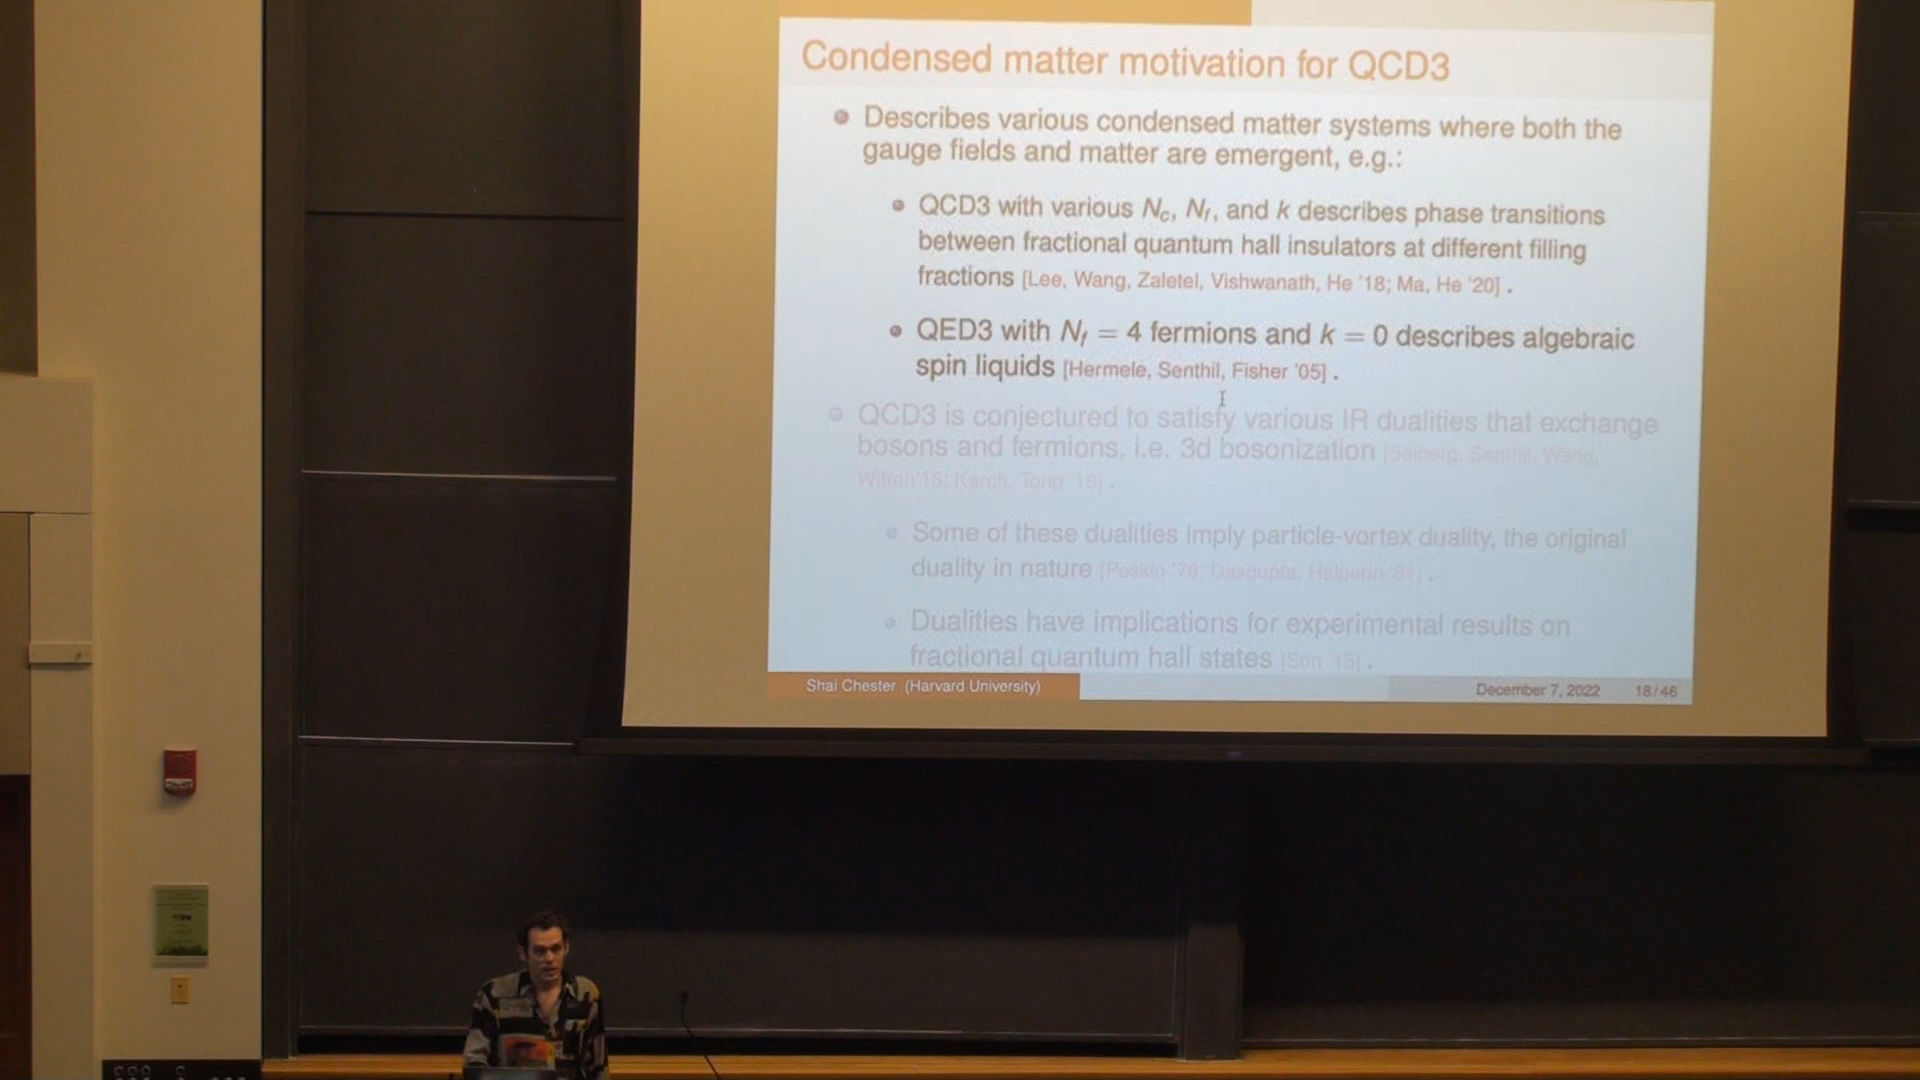 Condensed matter motivation for QCD3
Describes various condensed matter systems where both the
gauge fields and matter are emergent, e.g.:
QCD3 with various Nc, Nf, and k describes phase transitions
between fractional quantum hall insulators at different filling
fractions [Lee, Wang, Zaletel, Vishwanath, He '18; Ma, He '20] .
QED3 with Nf = 4 fermions and k = 0 describes algebraic
spin liquids [Hermele, Senthil, Fisher '05] .
QCD3 is conjectured to satisfy various IR dualities that exchange
bosons and fermions, i.e. 3d bosonization [Seiberg, Senthil, Wang,
Witten '16; Karch, Tong '16] .
Some of these dualities imply particle-vortex duality, the original
duality in nature [Peskin '78; Dasgupta, Halperin '81] .
Dualities have implications for experimental results on
fractional quantum hall states [Son '15] .
Shai Chester (Harvard University)
December 7, 2022
18/46